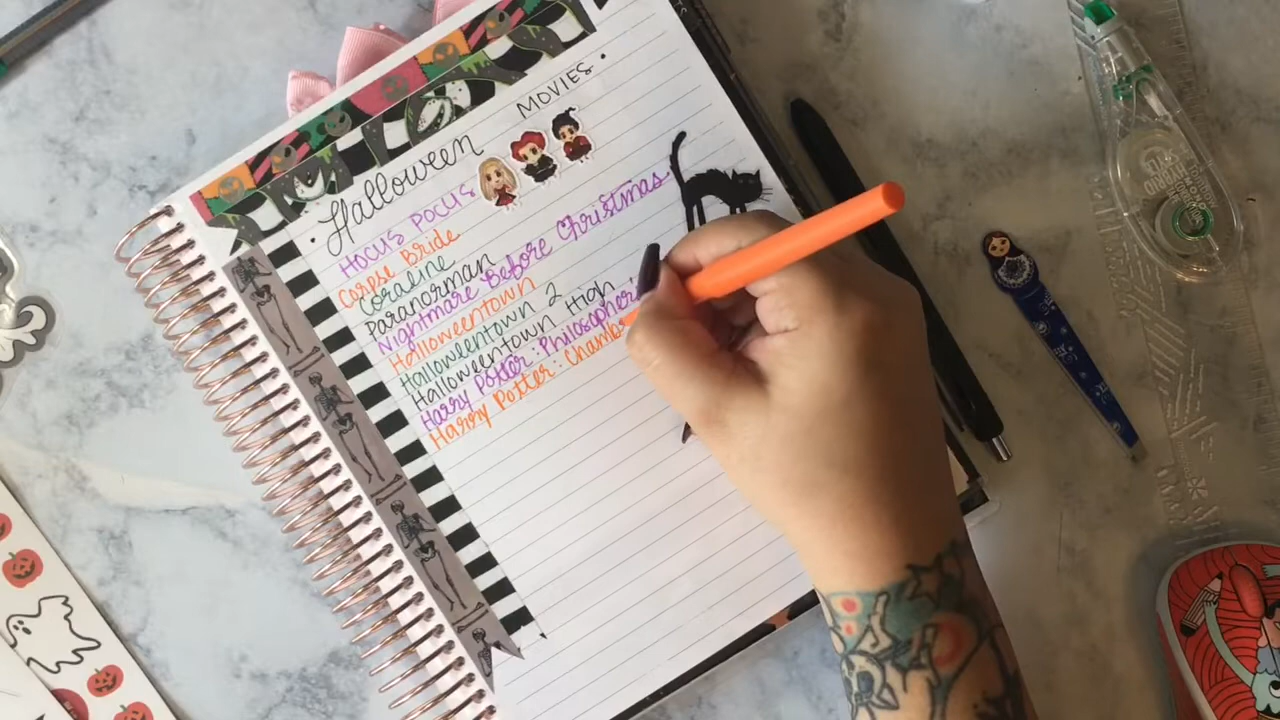 Halloween MOVIES
HOCUS POCUS
Corpse Bride
Coraline
Paranorman
Nightmare Before Christmas
Halloweentown
Halloweentown 2
Halloweentown High
Harry Potter: Philosopher
Harry Potter: Chamb